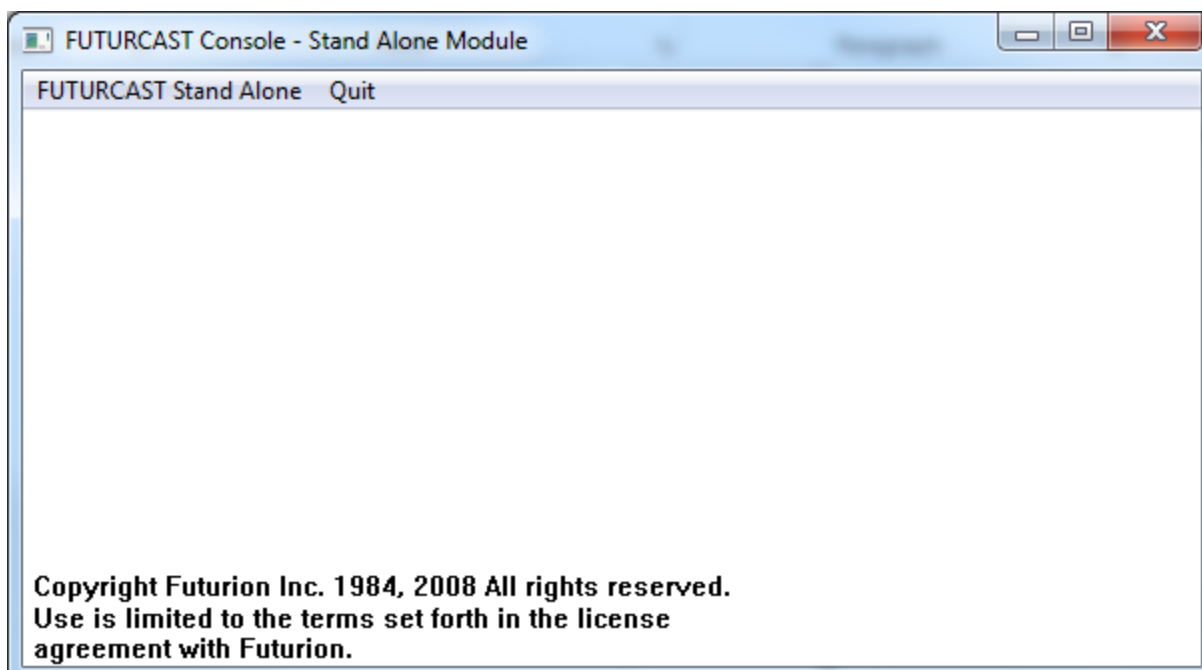 FUTURCAST Console - Stand Alone Module
FUTURCAST Stand Alone Quit
Copyright Futurion Inc. 1984, 2008 All rights reserved.
Use is limited to the terms set forth in the license
agreement with Futurion.